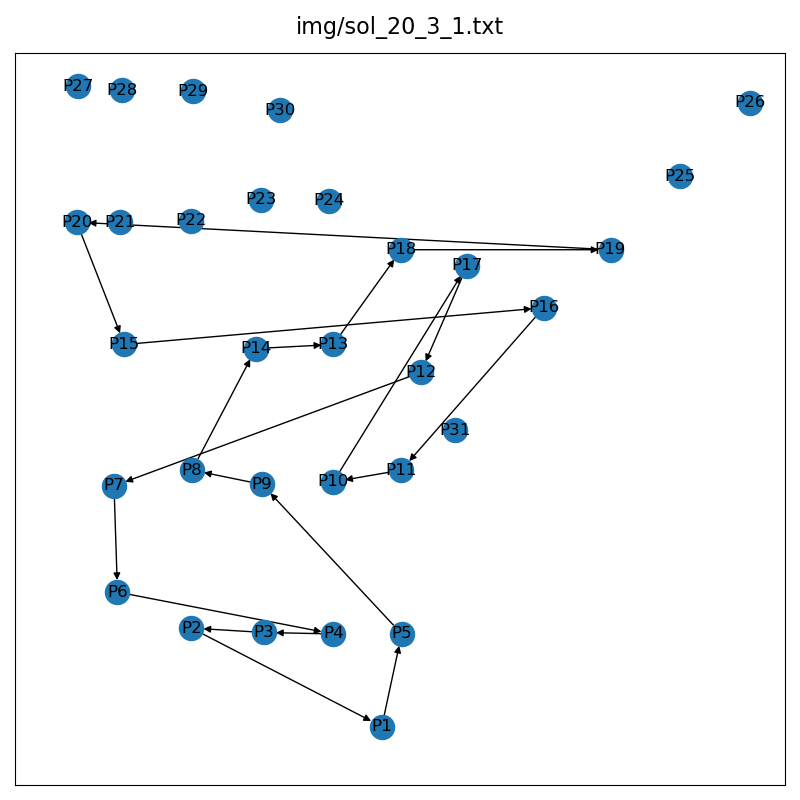 img/sol_20_3_1.txt
P27 P28 P29 P30 P26
P25
P23 P24
P20 P21 P22
P18 P19
P17
P16
P15 P14 P13
P12
P31
P8 P11
P7 P9 P10
P6
P2 P3 P4 P5
P1